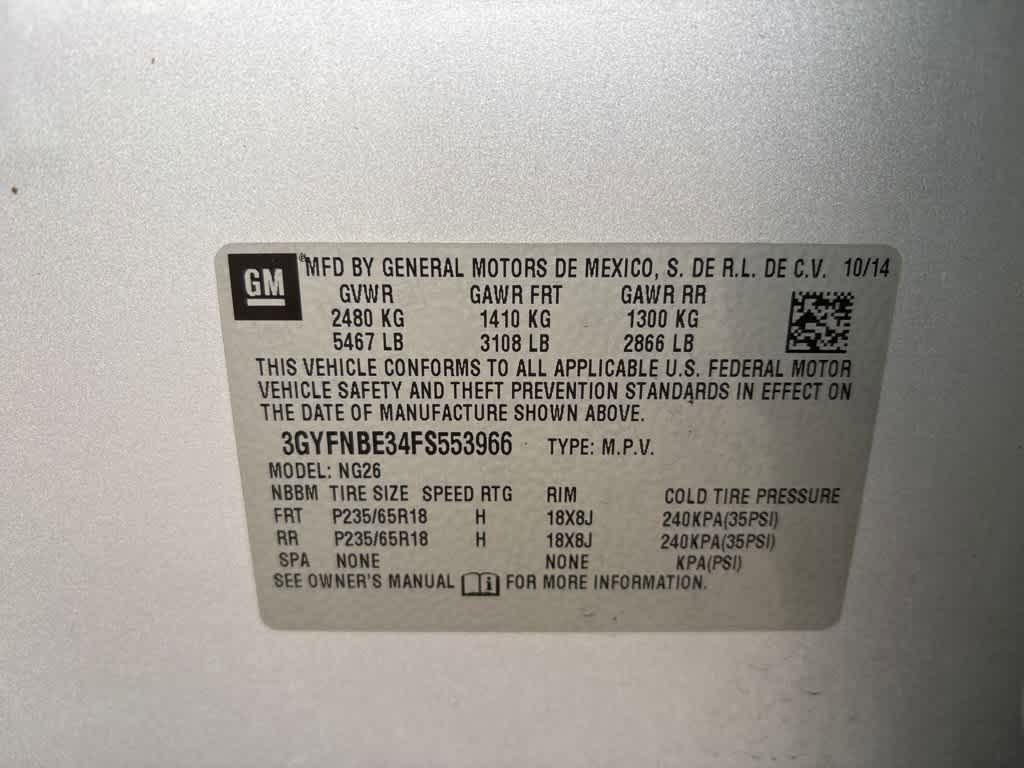 GM ® MFD BY GENERAL MOTORS DE MEXICO, S. DE R.L. DE C.V. 10/14
GVWR GAWR FRT GAWR RR
2480 KG 1410 KG 1300 KG
5467 LB 3108 LB 2866 LB
THIS VEHICLE CONFORMS TO ALL APPLICABLE U.S. FEDERAL MOTOR
VEHICLE SAFETY AND THEFT PREVENTION STANDARDS IN EFFECT ON
THE DATE OF MANUFACTURE SHOWN ABOVE.
3GYFNBE34FS553966 TYPE: M.P.V.
MODEL: NG26
NBBM TIRE SIZE SPEED RTG RIM COLD TIRE PRESSURE
FRT P235/65R18 H 18X8J 240KPA(35PSI)
RR P235/65R18 H 18X8J 240KPA(35PSI)
SPA NONE NONE KPA(PSI)
SEE OWNER'S MANUAL i FOR MORE INFORMATION.